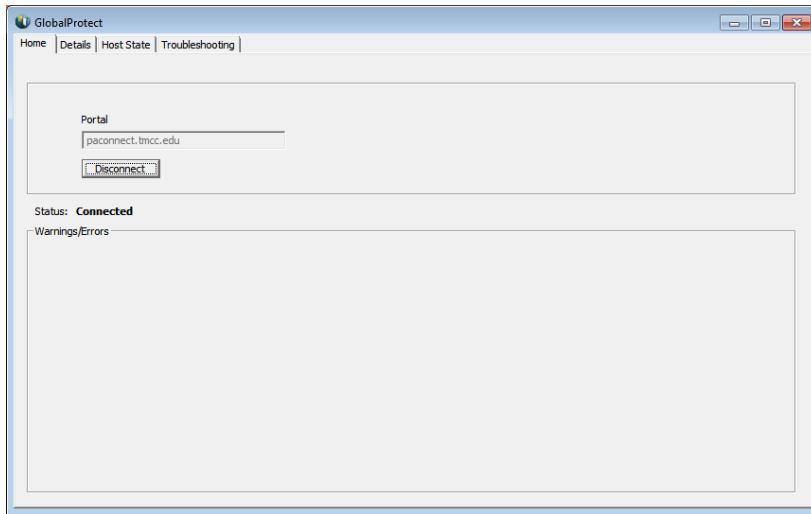 GlobalProtect
Home Details Host State Troubleshooting
Portal
paconnect.tmcc.edu
Disconnect
Status: Connected
Warnings/Errors